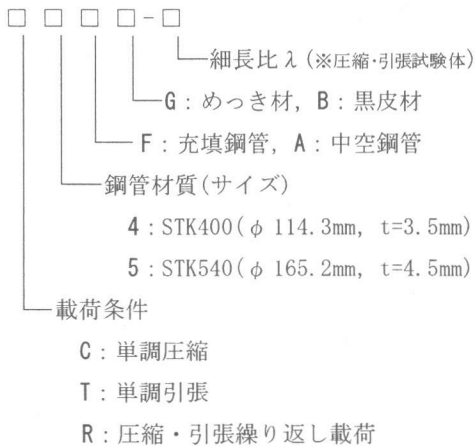 □ □ □ □-□
細長比λ(※圧縮・引張試験体)
G:めっき材, B:黒皮材
F:充填鋼管, A:中空鋼管
鋼管材質(サイズ)
4:STK400(φ 114.3mm, t=3.5mm)
5:STK540(φ 165.2mm, t=4.5mm)
載荷条件
C:単調圧縮
T:単調引張
R:圧縮・引張繰り返し載荷